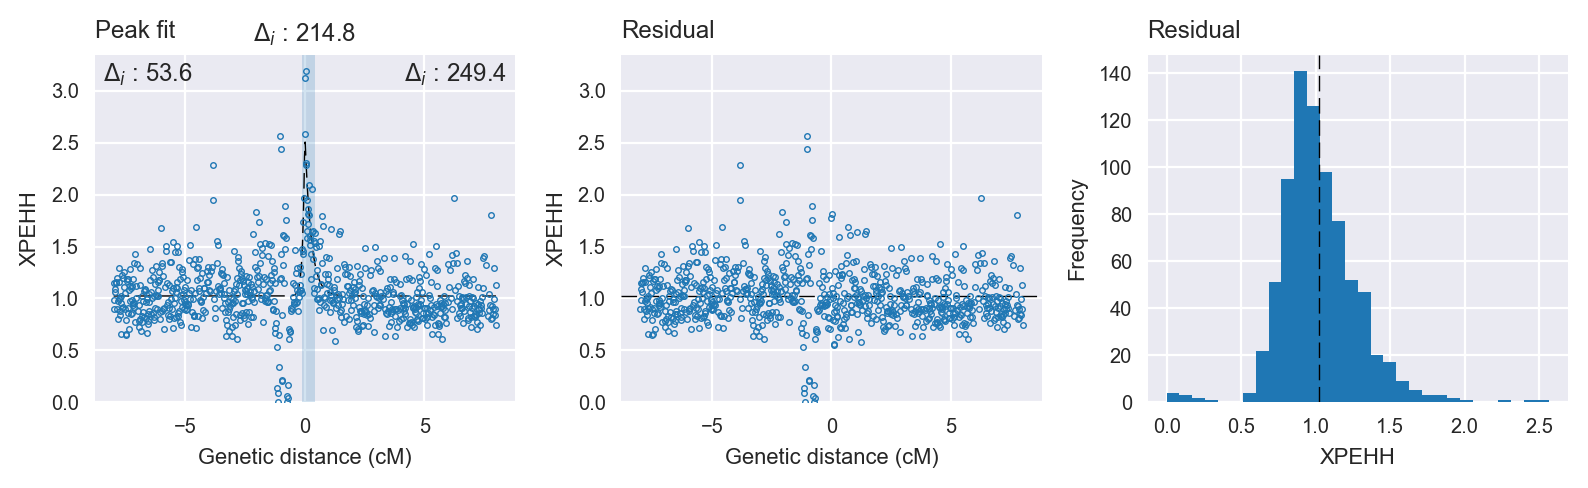 Peak fit
Δi : 214.8
Δi : 53.6
Δi : 249.4
3.0
2.5
2.0
1.5
1.0
0.5
0.0
XPEHH
−5
0
5
Genetic distance (cM)
Residual
3.0
2.5
2.0
1.5
1.0
0.5
0.0
XPEHH
−5
0
5
Genetic distance (cM)
Residual
140
120
100
80
60
40
20
0
Frequency
0.0
0.5
1.0
1.5
2.0
2.5
XPEHH